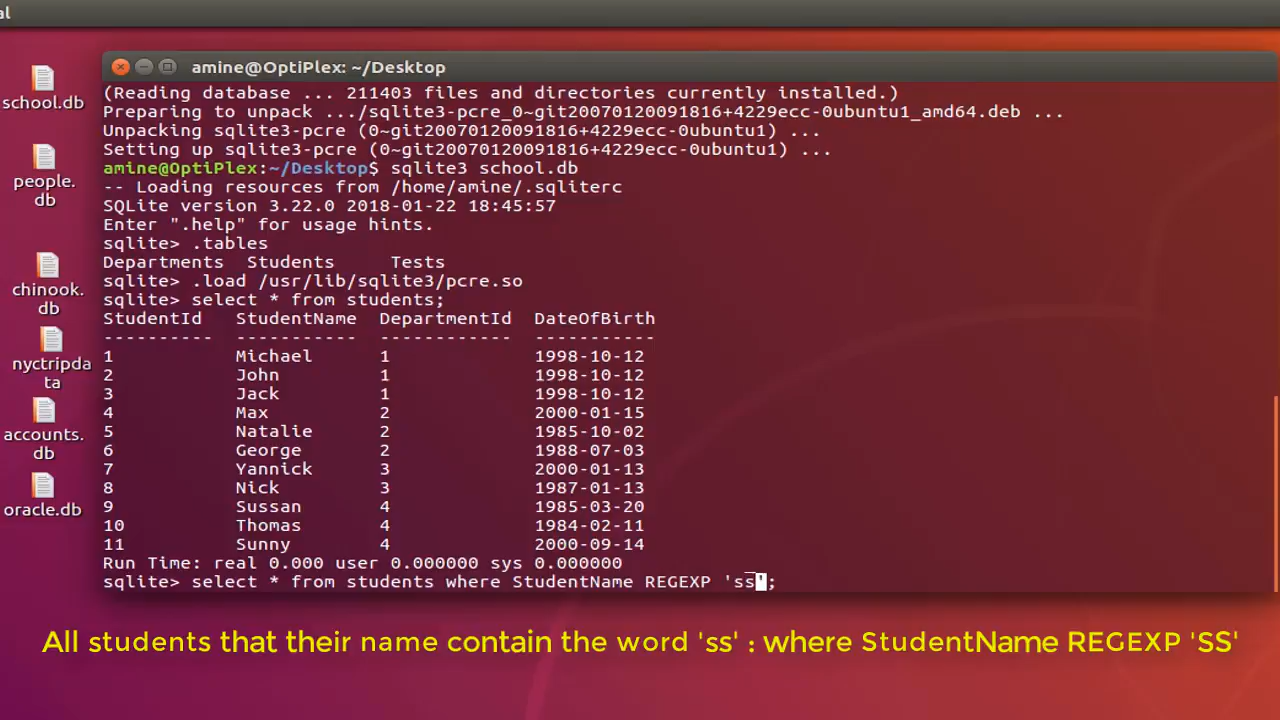 al
school.db
people.
db
chinook.
db
nyctripda
ta
accounts.
db
oracle.db
amine@OptiPlex: ~/Desktop
(Reading database ... 211403 files and directories currently installed.)
Preparing to unpack .../sqlite3-pcre_0~git20070120091816+4229ecc-0ubuntu1_amd64.deb ...
Unpacking sqlite3-pcre (0~git20070120091816+4229ecc-0ubuntu1) ...
Setting up sqlite3-pcre (0~git20070120091816+4229ecc-0ubuntu1) ...
amine@OptiPlex:~/Desktop$ sqlite3 school.db
-- Loading resources from /home/amine/.sqliterc
SQLite version 3.22.0 2018-01-22 18:45:57
Enter ".help" for usage hints.
sqlite> .tables
Departments  Students     Tests
sqlite> .load /usr/lib/sqlite3/pcre.so
sqlite> select * from students;
StudentId   StudentName  DepartmentId  DateOfBirth
----------  -----------  ------------  -----------
1           Michael      1             1998-10-12
2           John         1             1998-10-12
3           Jack         1             1998-10-12
4           Max          2             2000-01-15
5           Natalie      2             1985-10-02
6           George       2             1988-07-03
7           Yannick      3             2000-01-13
8           Nick         3             1987-01-13
9           Sussan       4             1985-03-20
10          Thomas       4             1984-02-11
11          Sunny        4             2000-09-14
Run Time: real 0.000 user 0.000000 sys 0.000000
sqlite> select * from students where StudentName REGEXP 'ss';
All students that their name contain the word 'ss' : where StudentName REGEXP 'SS'